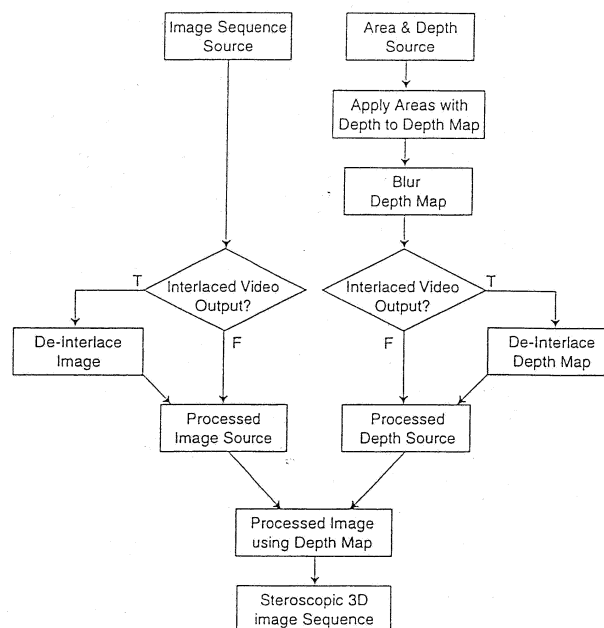 Image Sequence
Source
Area & Depth
Source
Apply Areas with
Depth to Depth Map
Blur
Depth Map
T
Interlaced Video
Output?
F
Interlaced Video
Output?
T
F
De-Interlace
Image
De-Interlace
Depth Map
Processed
Image Source
Processed
Depth Source
Processed Image
using Depth Map
Steroscopic 3D
image Sequence